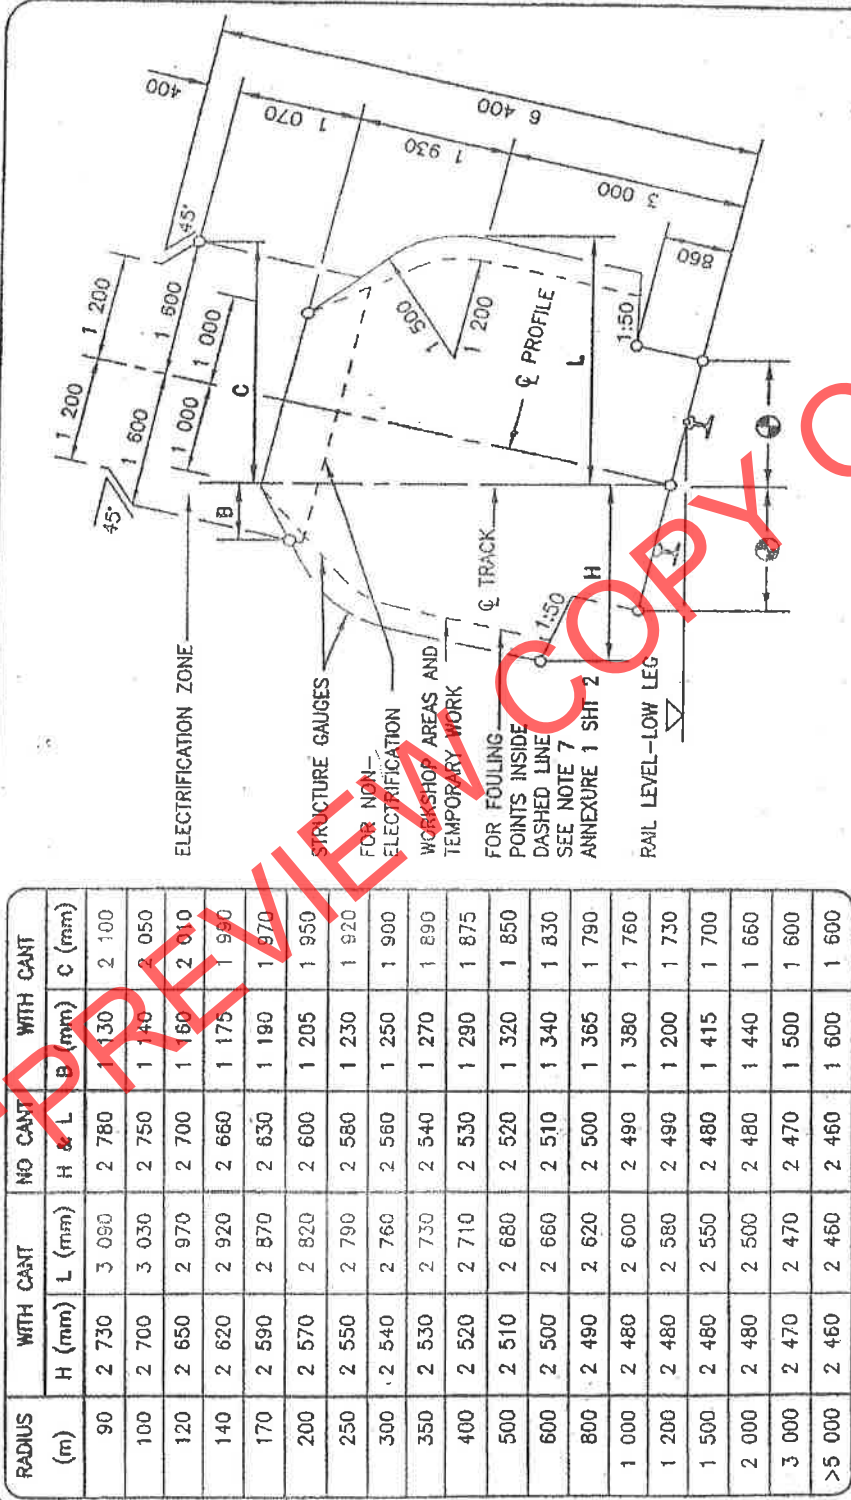 RADIUS WITH CANT NO CANT WITH CANT
(m) H (mm) L (mm) H & L B (mm) C (mm)
90 2 730 3 090 2 780 1 130 2 100
100 2 700 3 030 2 750 1 140 2 050
120 2 650 2 970 2 700 1 160 2 010
140 2 620 2 920 2 660 1 175 1 990
170 2 590 2 870 2 630 1 190 1 970
200 2 570 2 820 2 600 1 205 1 950
250 2 550 2 790 2 580 1 230 1 920
300 2 540 2 760 2 560 1 250 1 900
350 2 530 2 730 2 540 1 270 1 890
400 2 520 2 710 2 530 1 290 1 875
500 2 510 2 680 2 520 1 320 1 850
600 2 500 2 660 2 510 1 340 1 830
800 2 490 2 620 2 500 1 365 1 790
1 000 2 480 2 600 2 490 1 380 1 760
1 200 2 480 2 580 2 490 1 200 1 730
1 500 2 480 2 550 2 480 1 415 1 700
2 000 2 480 2 500 2 480 1 440 1 660
3 000 2 470 2 470 2 470 1 500 1 600
>5 000 2 460 2 460 2 460 1 600 1 600
ELECTRIFICATION ZONE
STRUCTURE GAUGES
FOR NON-
ELECTRIFICATION
WORKSHOP AREAS AND
TEMPORARY WORK
FOR FOULING
POINTS INSIDE
DASHED LINE
SEE NOTE 7
ANNEXURE 1 SHT 2
RAIL LEVEL-LOW LEG
45°
1 200
1 200
1 600
1 600
1 000
1 000
45°
400
B
C
1 070
1 930
6 400
3 000
860
1 500
1 200
℄ PROFILE
L
℄ TRACK
H
1:50
1:50
PREVIEW COPY